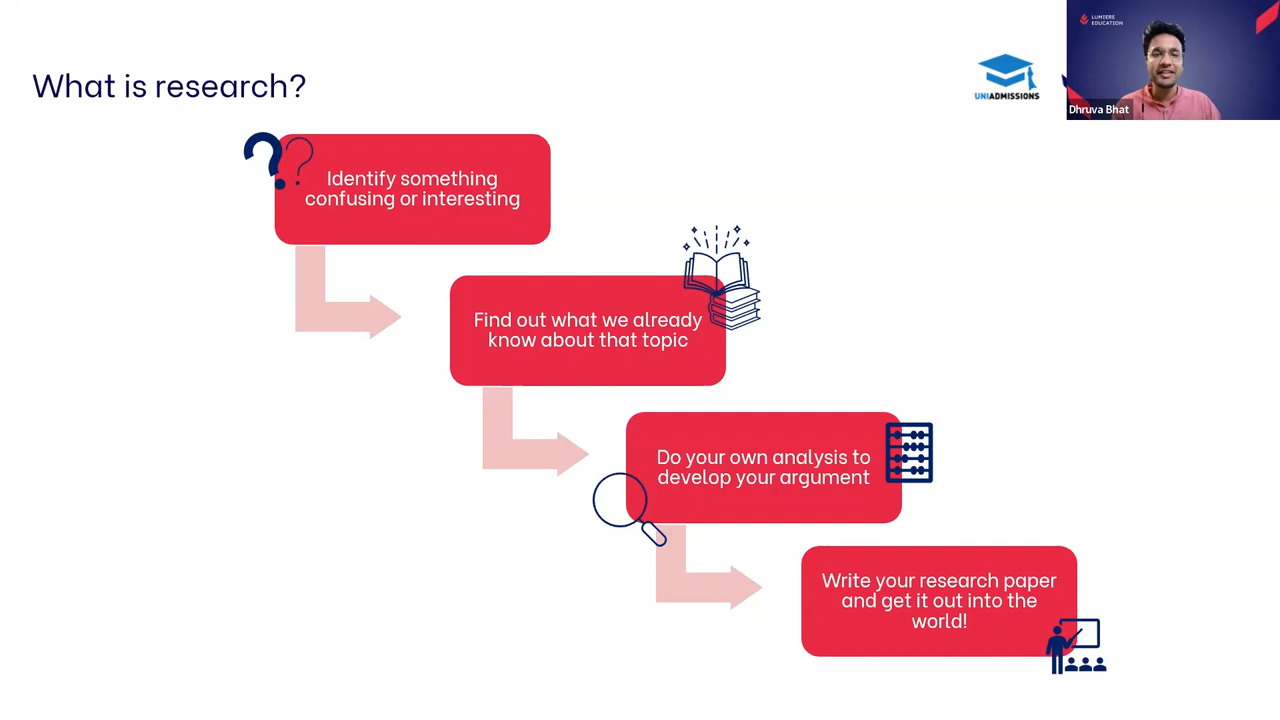 What is research?
UNIADMISSIONS
LUMIERE
EDUCATION
Dhruva Bhat
Identify something
confusing or interesting
Find out what we already
know about that topic
Do your own analysis to
develop your argument
Write your research paper
and get it out into the
world!